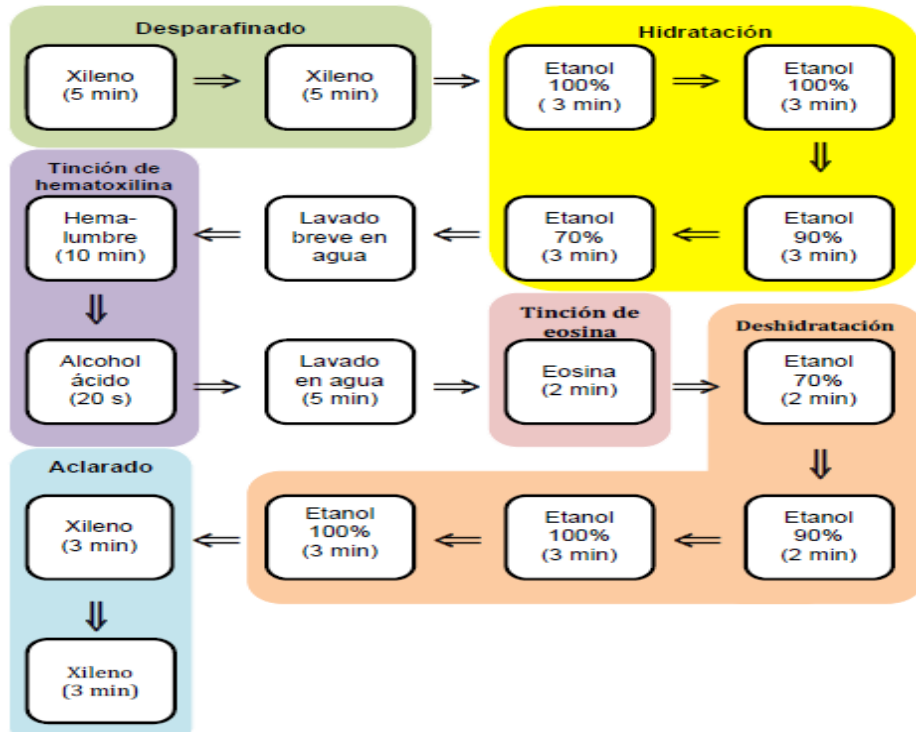 Desparafinado
Xileno
(5 min)
Xileno
(5 min)
Hidratación
Etanol
100%
( 3 min)
Etanol
100%
(3 min)
Etanol
90%
(3 min)
Etanol
70%
(3 min)
Lavado
breve en
agua
Tinción de
hematoxilina
Hema-
lumbre
(10 min)
Alcohol
ácido
(20 s)
Lavado
en agua
(5 min)
Tinción de
eosina
Eosina
(2 min)
Deshidratación
Etanol
70%
(2 min)
Etanol
90%
(2 min)
Etanol
100%
(3 min)
Etanol
100%
(3 min)
Aclarado
Xileno
(3 min)
Xileno
(3 min)